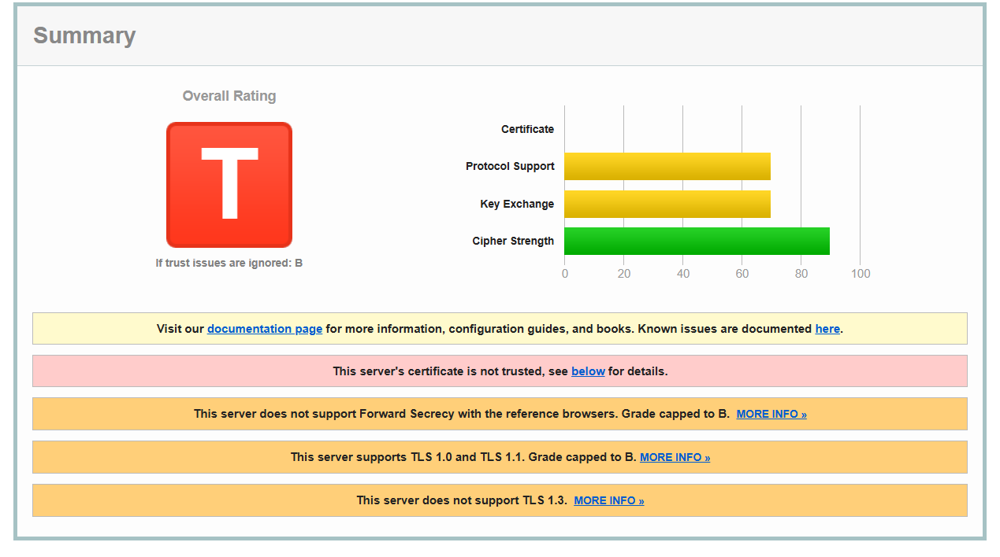 Summary
Overall Rating
T
If trust issues are ignored: B
Certificate
Protocol Support
Key Exchange
Cipher Strength
0 20 40 60 80 100
Visit our documentation page for more information, configuration guides, and books. Known issues are documented here.
This server's certificate is not trusted, see below for details.
This server does not support Forward Secrecy with the reference browsers. Grade capped to B. MORE INFO »
This server supports TLS 1.0 and TLS 1.1. Grade capped to B. MORE INFO »
This server does not support TLS 1.3. MORE INFO »